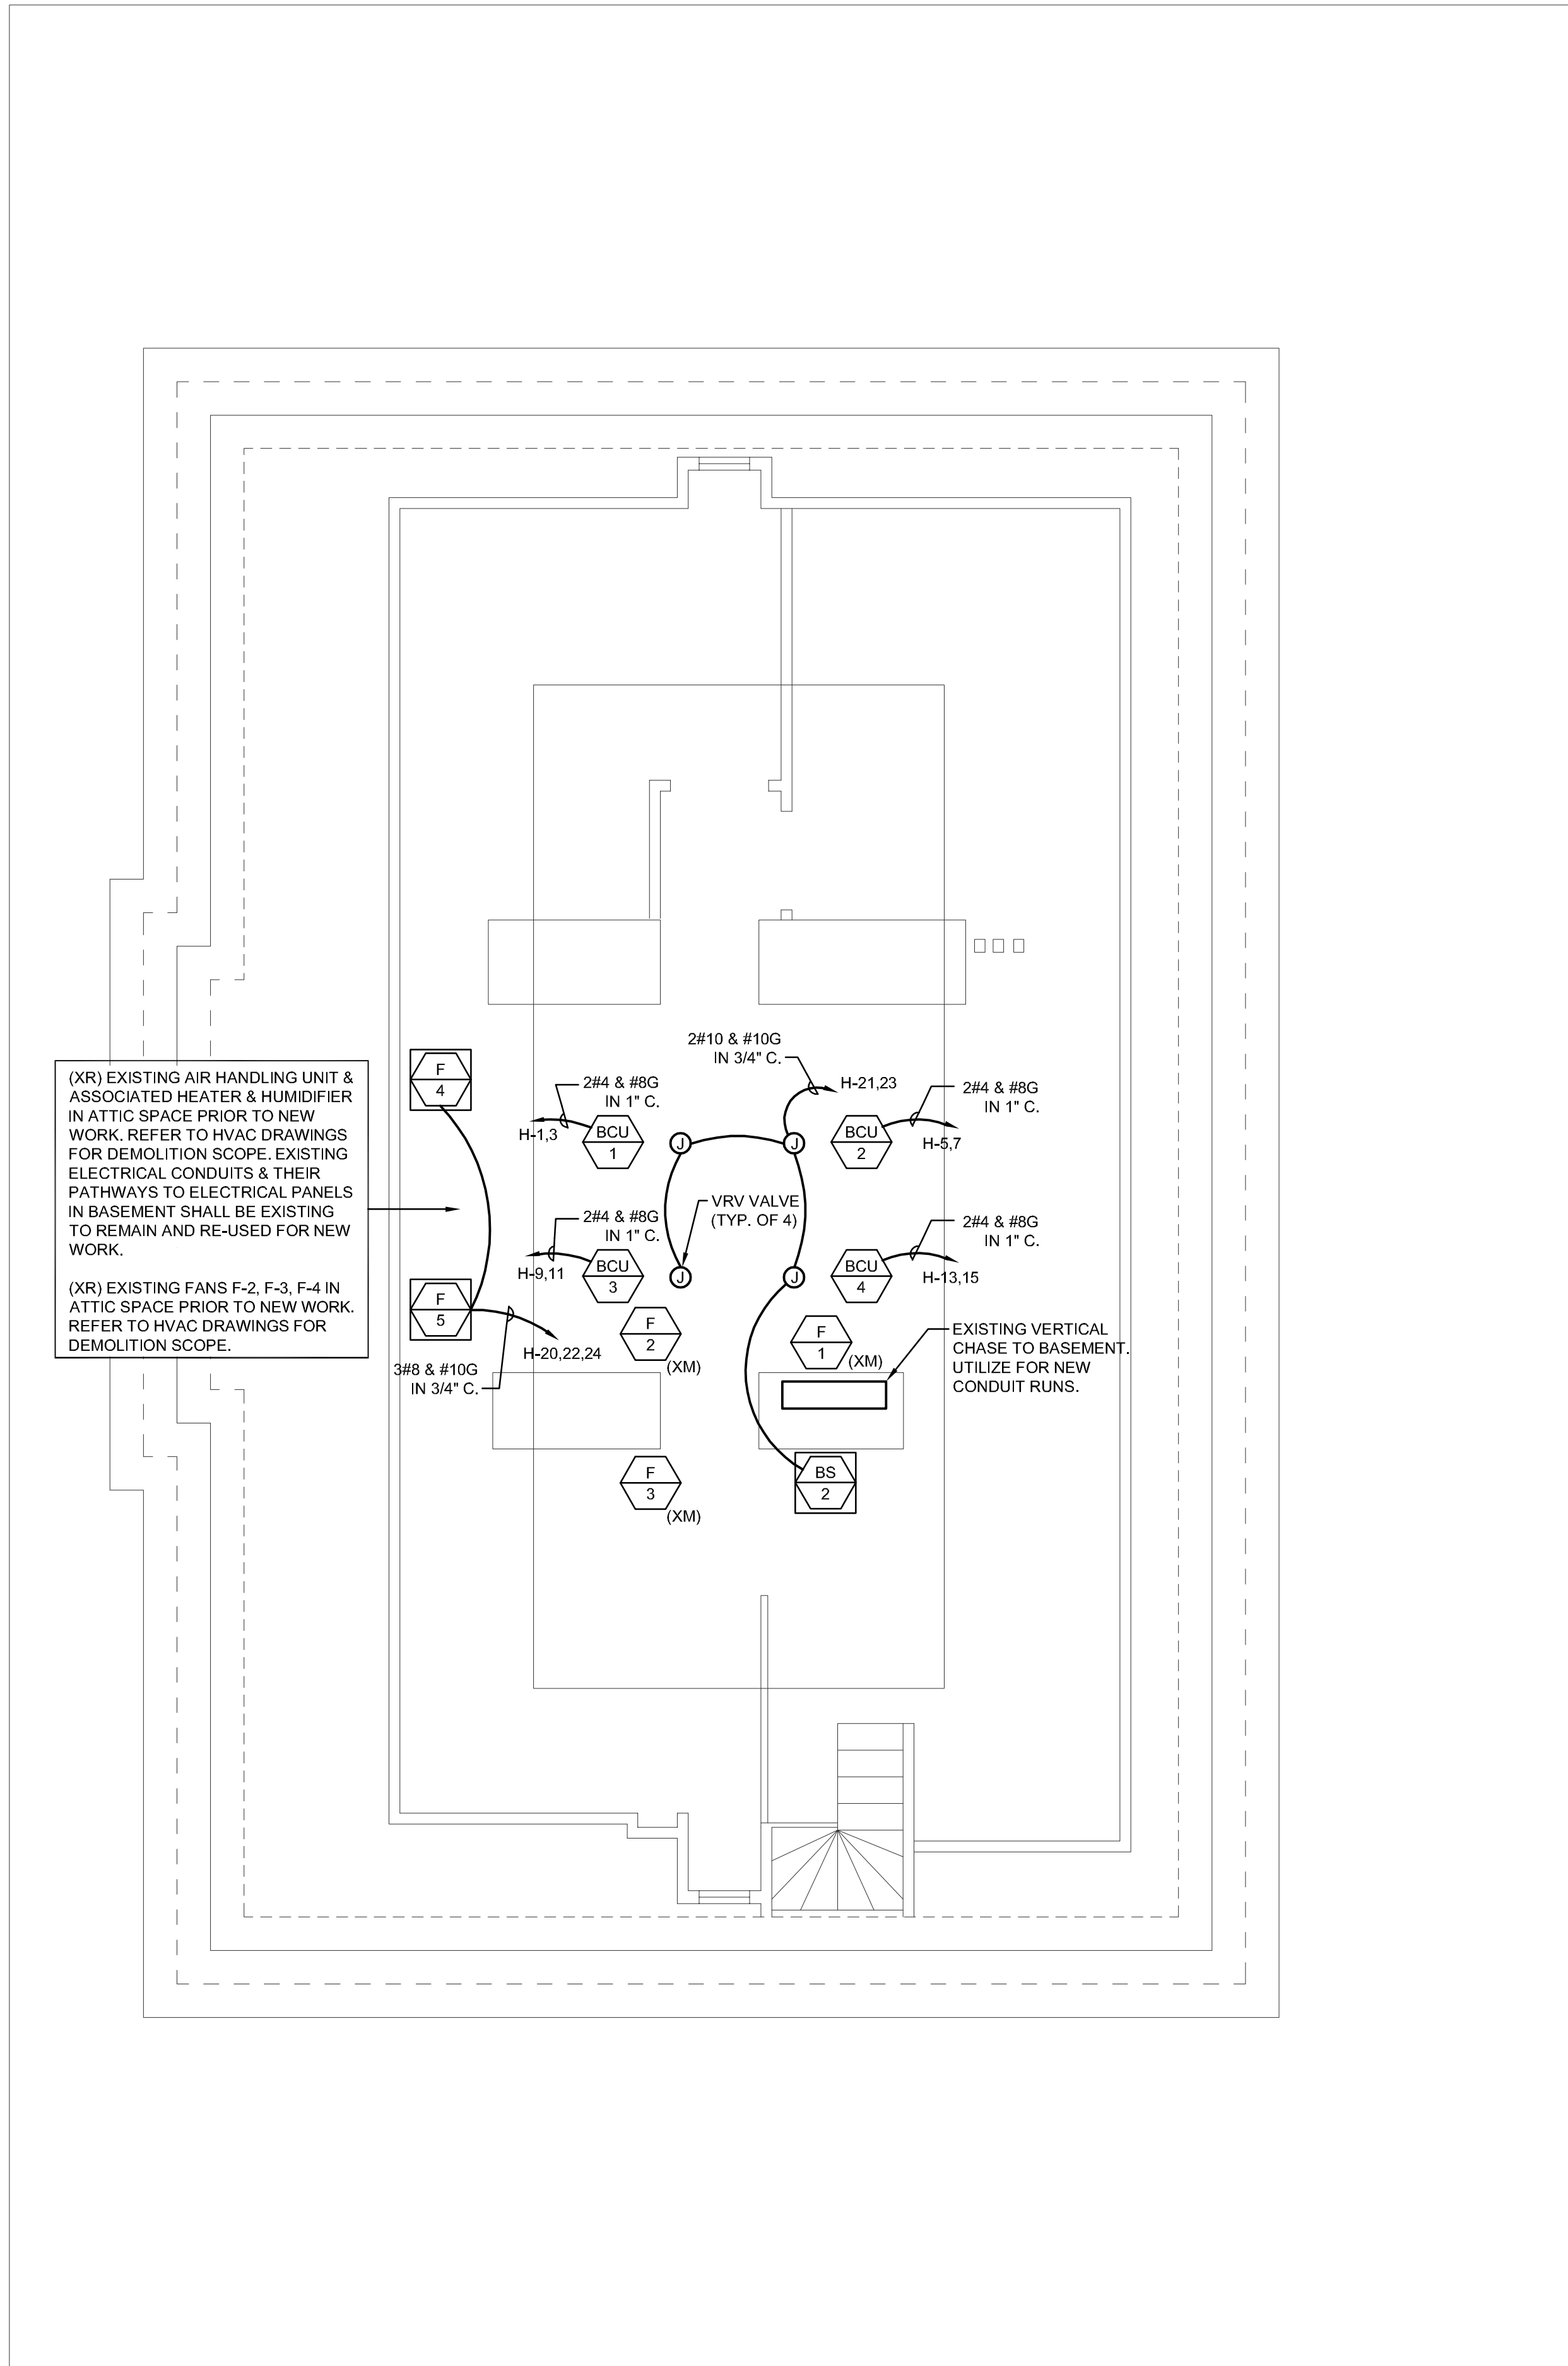 2#10 & #10G
IN 3/4" C.
H-21,23
F
4
2#4 & #8G
IN 1" C.
H-1,3
BCU
1
J
J
BCU
2
2#4 & #8G
IN 1" C.
H-5,7
(XR) EXISTING AIR HANDLING UNIT &
ASSOCIATED HEATER & HUMIDIFIER
IN ATTIC SPACE PRIOR TO NEW
WORK. REFER TO HVAC DRAWINGS
FOR DEMOLITION SCOPE. EXISTING
ELECTRICAL CONDUITS & THEIR
PATHWAYS TO ELECTRICAL PANELS
IN BASEMENT SHALL BE EXISTING
TO REMAIN AND RE-USED FOR NEW
WORK.
(XR) EXISTING FANS F-2, F-3, F-4 IN
ATTIC SPACE PRIOR TO NEW WORK.
REFER TO HVAC DRAWINGS FOR
DEMOLITION SCOPE.
VRV VALVE
(TYP. OF 4)
2#4 & #8G
IN 1" C.
H-9,11
BCU
3
J
J
BCU
4
2#4 & #8G
IN 1" C.
H-13,15
F
5
H-20,22,24
3#8 & #10G
IN 3/4" C.
F
2
(XM)
F
1
(XM)
EXISTING VERTICAL
CHASE TO BASEMENT.
UTILIZE FOR NEW
CONDUIT RUNS.
F
3
(XM)
BS
2